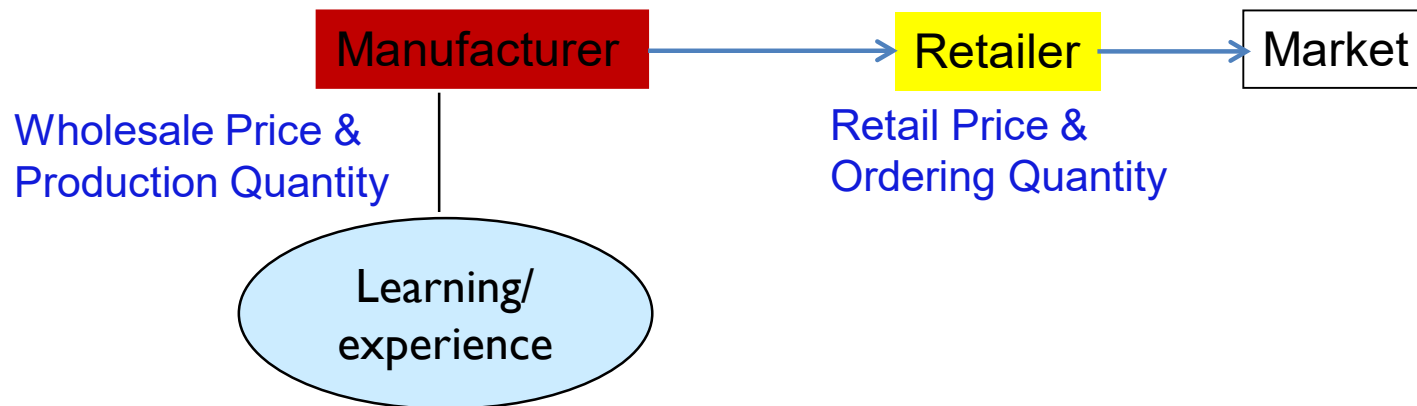 Manufacturer
Retailer
Market
Wholesale Price &
Production Quantity
Retail Price &
Ordering Quantity
Learning/
experience